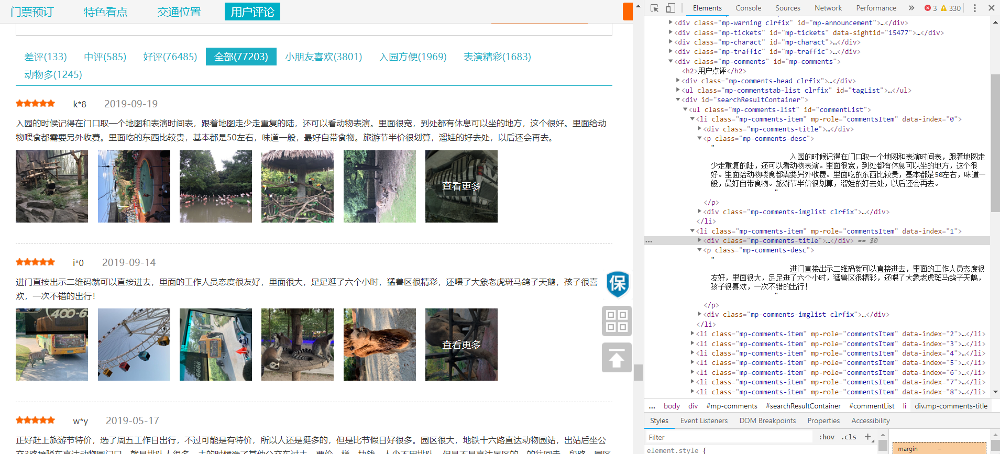 门票预订 特色看点 交通位置 用户评论
差评(133) 中评(585) 好评(76485) 全部(77203) 小朋友喜欢(3801) 入园方便(1969) 表演精彩(1683)
动物多(1245)
k*8 2019-09-19
入园的时候记得在门口取一个地图和表演时间表，跟着地图走少走重复的陆，还可以看动物表演。里面很宽，到处都有休息可以坐的地方，这个很好。里面给动
物喂食都需要另外收费。里面吃的东西比较贵，基本都是50左右，味道一般，最好自带食物。旅游节半价很划算，溜娃的好去处，以后还会再去。
查看更多
i*0 2019-09-14
进门直接出示二维码就可以直接进去，里面的工作人员态度很友好，里面很大，足足逛了六个小时，猛兽区很精彩，还喂了大象老虎斑马鸽子天鹅，孩子很喜
欢，一次不错的出行！
保
400-6
查看更多
9999
w*y 2019-05-17
正好赶上旅游节特价，选了周五工作日出行，不过可能是有特价，所以人还是挺多的，但是比节假日好很多。园区很大，地铁十六路直达动物园站，出站后坐公
Elements Console Sources Network Performance » 3 330
<div class="mp-warning clrfix" id="mp-announcement">…</div>
<div class="mp-tickets" id="mp-tickets" data-sightid="15477">…</div>
<div class="mp-charact" id="mp-charact">…</div>
<div class="mp-traffic" id="mp-traffic">…</div>
<div class="mp-comments" id="mp-comments">
<h2>用户点评</h2>
<div class="mp-comments-head clrfix">…</div>
<ul class="mp-commentstab-list clrfix" id="tagList">…</ul>
<div id="searchResultContainer">
<ul class="mp-comments-list" id="commentList">
<li class="mp-comments-item" mp-role="commentsItem" data-index="0">
<div class="mp-comments-title">…</div>
<p class="mp-comments-desc">
"
入园的时候记得在门口取一个地图和表演时间表，跟着地图走
少走重复的陆，还可以看动物表演。里面很宽，到处都有休息可以坐的地方，这个很
好。里面给动物喂食都需要另外收费。里面吃的东西比较贵，基本都是50左右，味道一
般，最好自带食物。旅游节半价很划算，溜娃的好去处，以后还会再去。
"
</p>
<div class="mp-comments-imglist clrfix">…</div>
</li>
<li class="mp-comments-item" mp-role="commentsItem" data-index="1">
… <div class="mp-comments-title">…</div> == $0
<p class="mp-comments-desc">
"
进门直接出示二维码就可以直接进去，里面的工作人员态度很
友好，里面很大，足足逛了六个小时，猛兽区很精彩，还喂了大象老虎斑马鸽子天鹅，
孩子很喜欢，一次不错的出行！
"
</p>
<div class="mp-comments-imglist clrfix">…</div>
</li>
<li class="mp-comments-item" mp-role="commentsItem" data-index="2">…</li>
<li class="mp-comments-item" mp-role="commentsItem" data-index="3">…</li>
<li class="mp-comments-item" mp-role="commentsItem" data-index="4">…</li>
<li class="mp-comments-item" mp-role="commentsItem" data-index="5">…</li>
<li class="mp-comments-item" mp-role="commentsItem" data-index="6">…</li>
<li class="mp-comments-item" mp-role="commentsItem" data-index="7">…</li>
<li class="mp-comments-item" mp-role="commentsItem" data-index="8">…</li>
… body div #mp-comments #searchResultContainer #commentList li div.mp-comments-title
Styles Event Listeners DOM Breakpoints Properties Accessibility
Filter :hov .cls +
element.style {
margin –